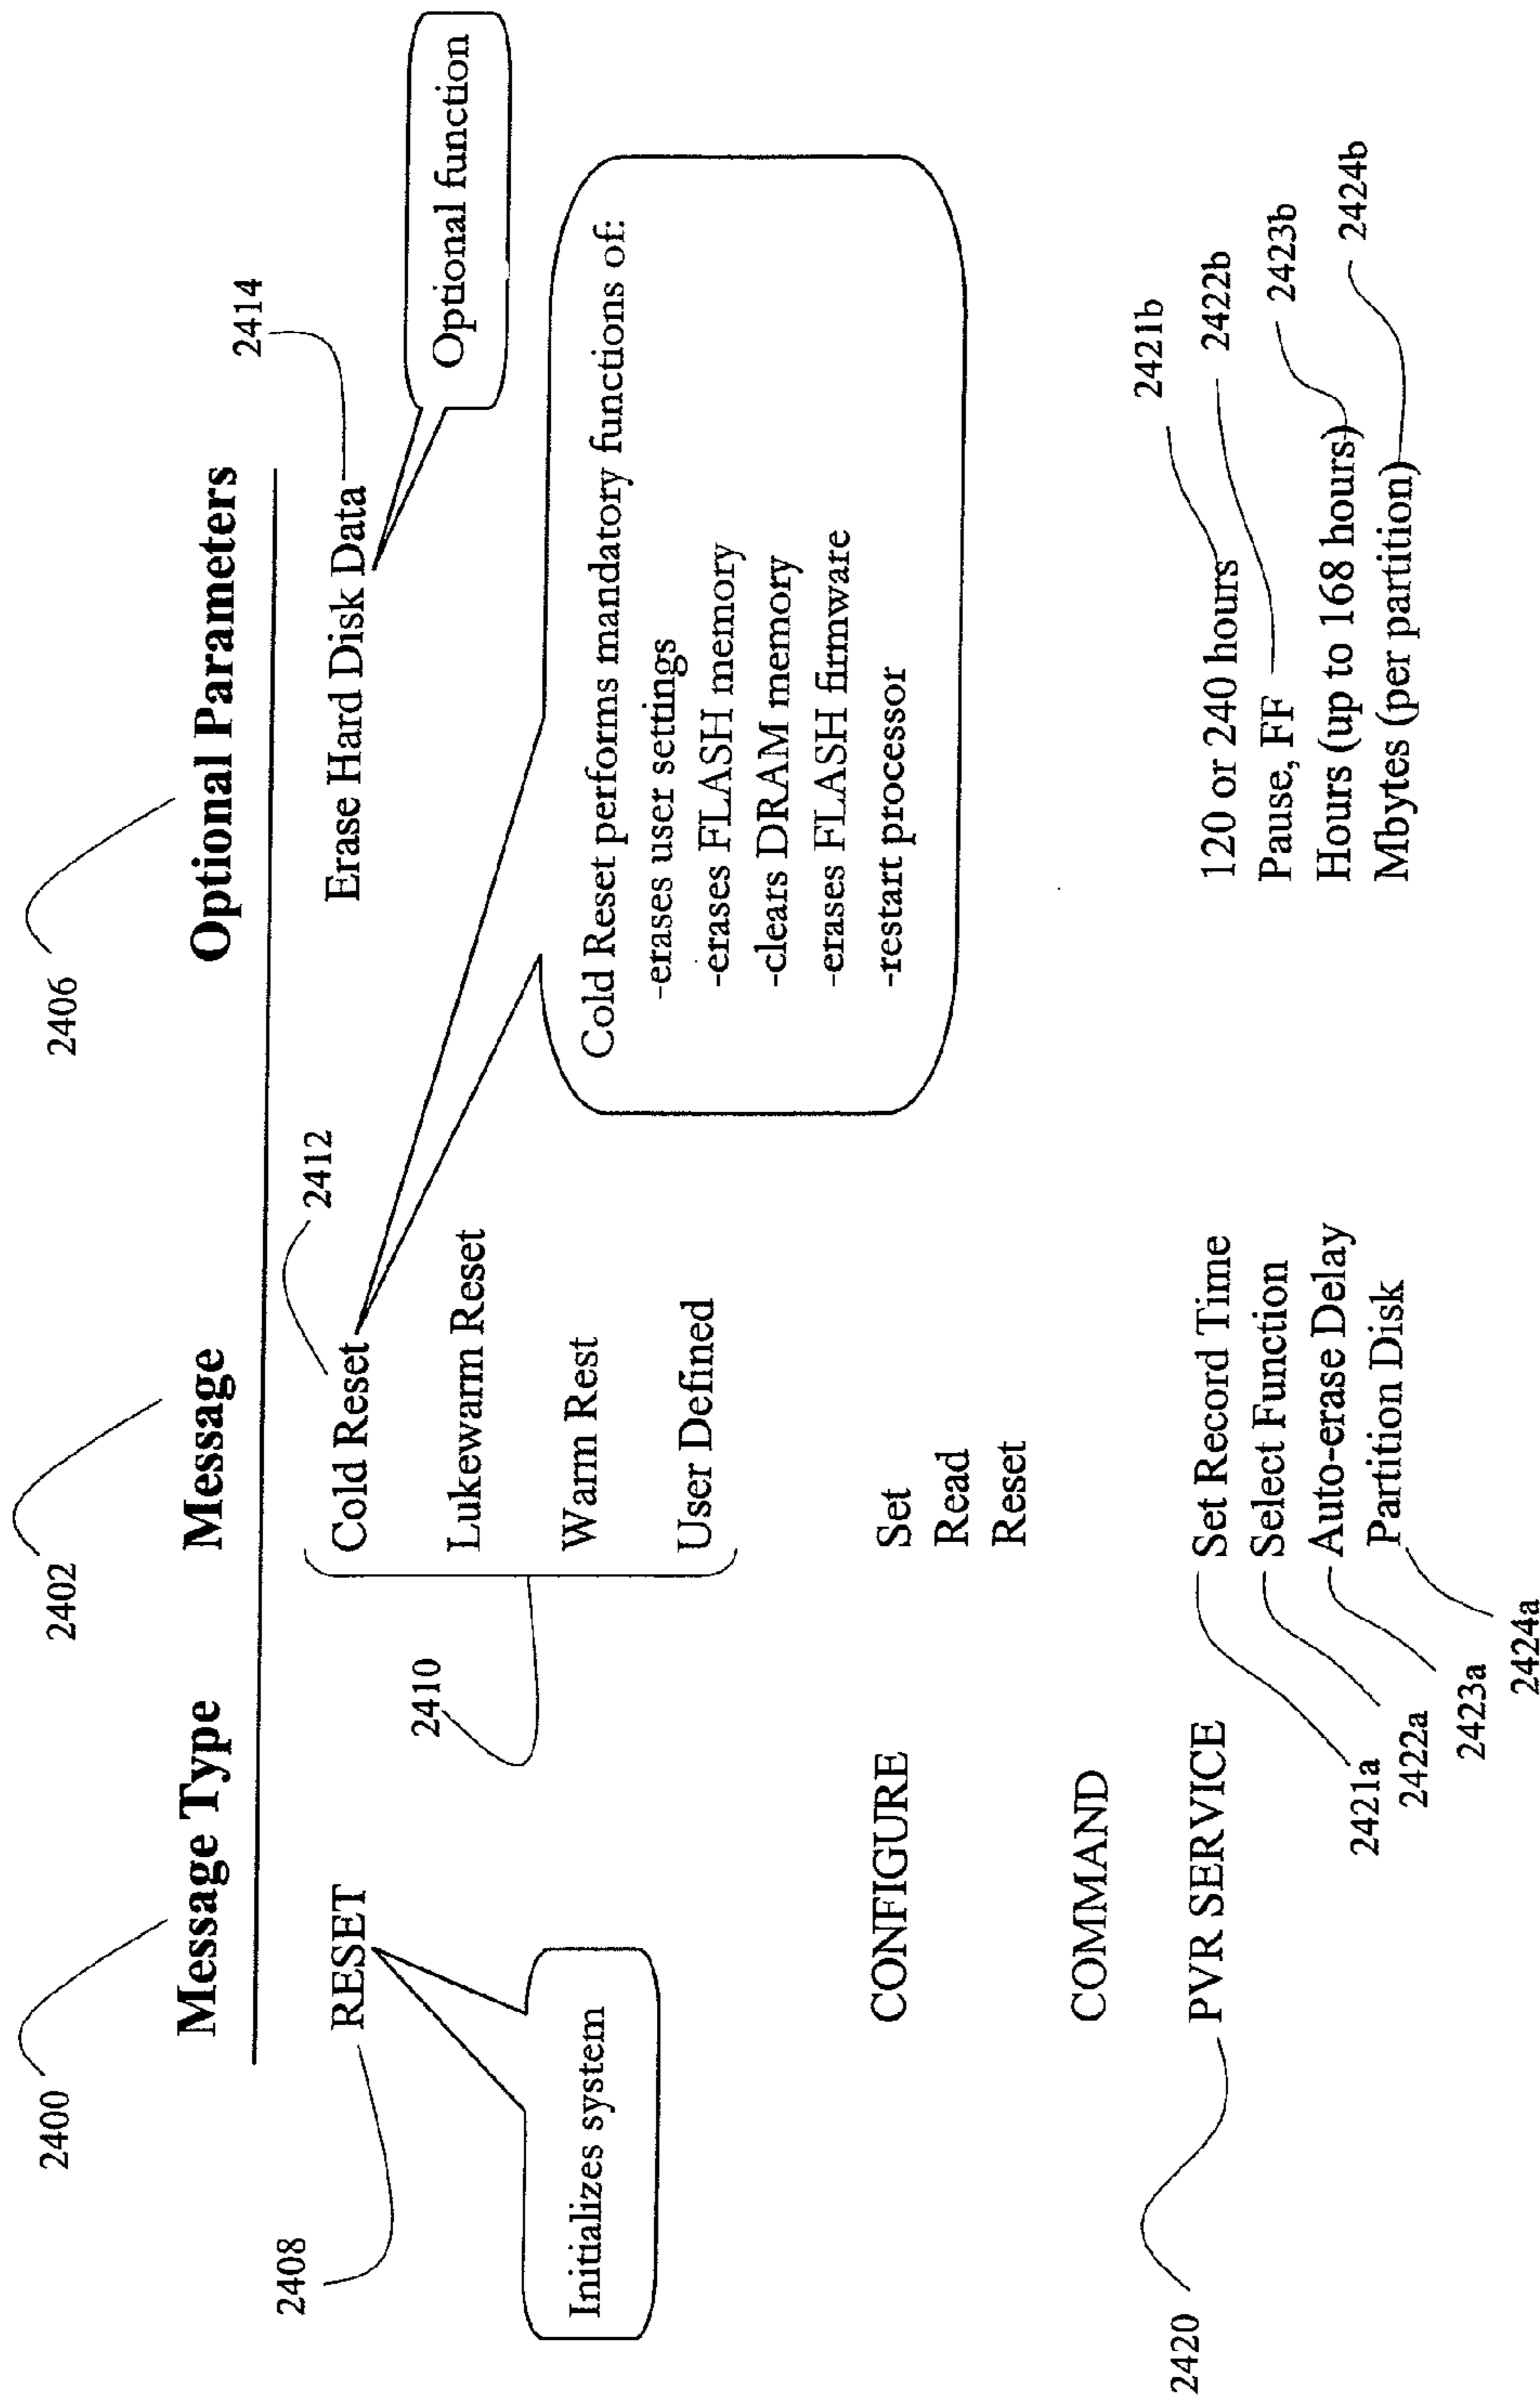 2400
2402
2406
Message Type
Message
Optional Parameters
2408
RESET
Initializes system
2410
2412
Cold Reset
Lukewarm Reset
Warm Rest
User Defined
2414
Erase Hard Disk Data
Optional function
Cold Reset performs mandatory functions of:
-erases user settings
-erases FLASH memory
-clears DRAM memory
-erases FLASH firmware
-restart processor
CONFIGURE
Set
Read
Reset
COMMAND
2420
PVR SERVICE
Set Record Time
Select Function
Auto-erase Delay
Partition Disk
2421a
2422a
2423a
2424a
120 or 240 hours
Pause, FF
Hours (up to 168 hours)
Mbytes (per partition)
2421b
2422b
2423b
2424b